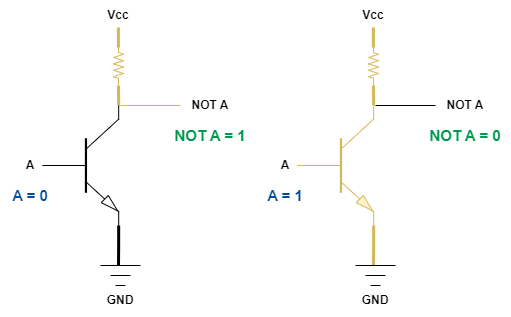 Vcc
NOT A
NOT A = 1
A
A = 0
GND
Vcc
NOT A
NOT A = 0
A
A = 1
GND